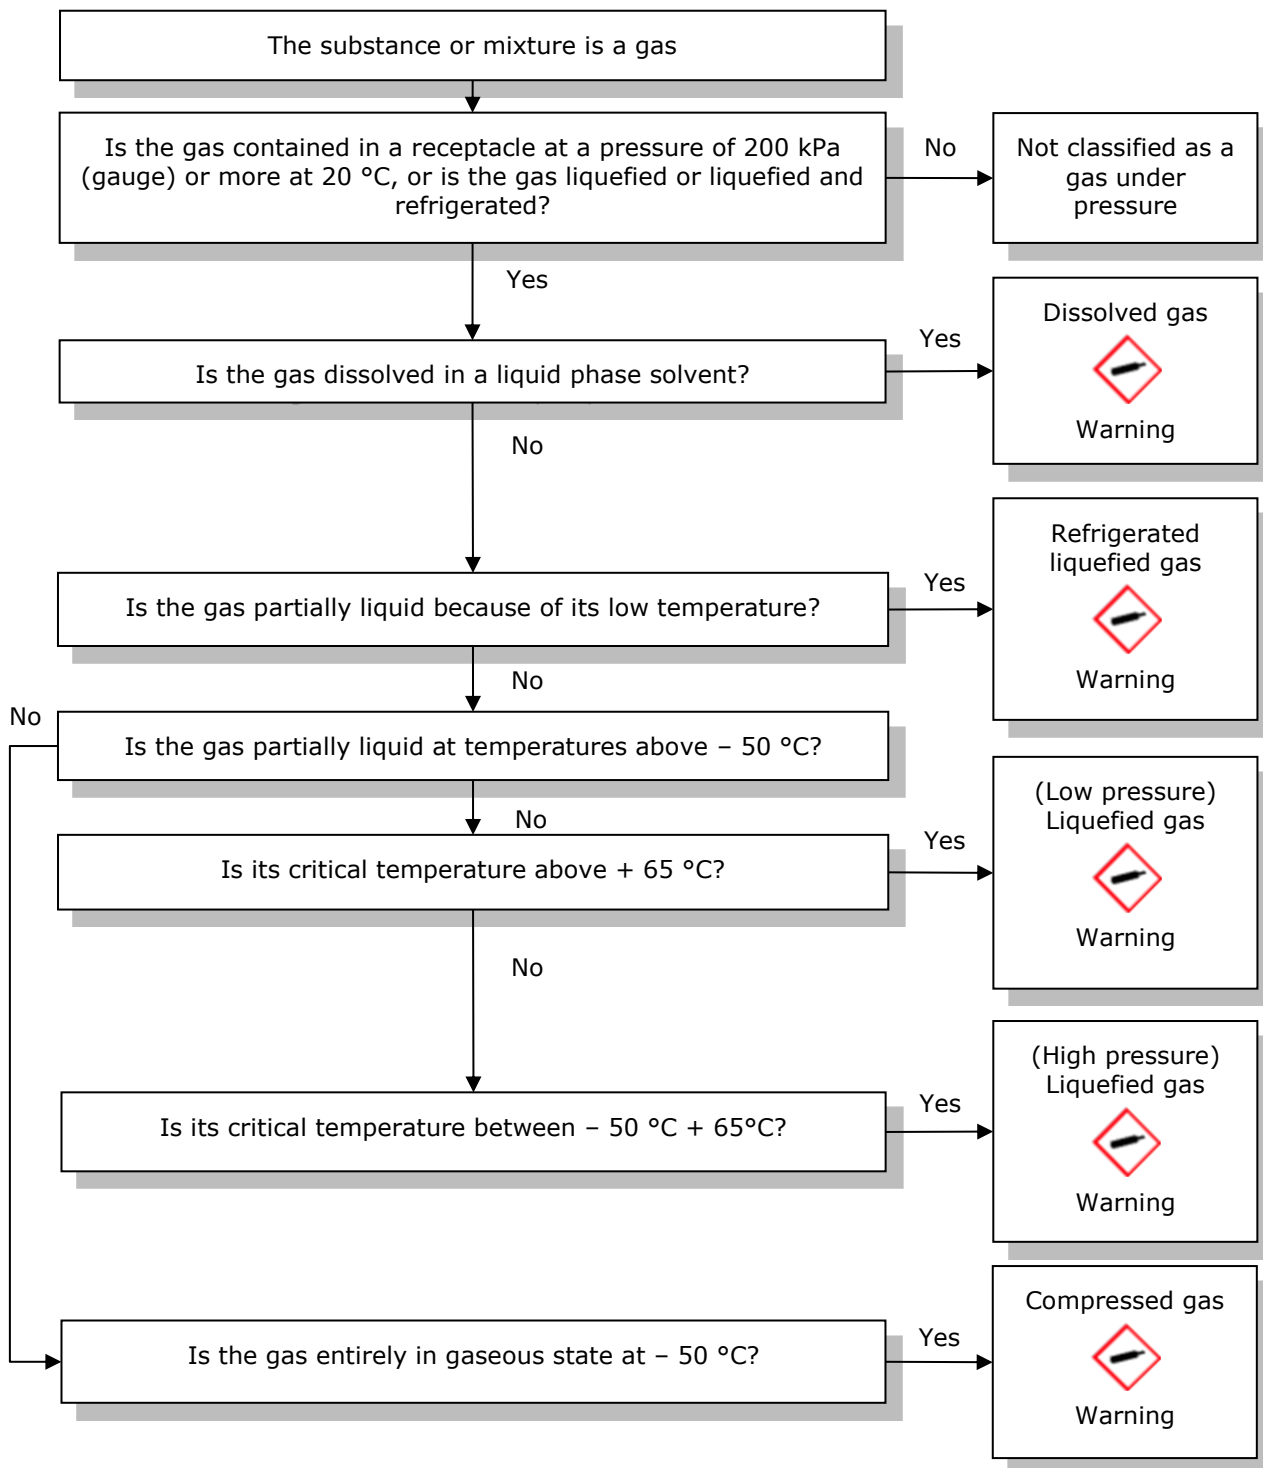 The substance or mixture is a gas
Is the gas contained in a receptacle at a pressure of 200 kPa
(gauge) or more at 20 °C, or is the gas liquefied or liquefied and
refrigerated?
No
Not classified as a
gas under
pressure
Yes
Is the gas dissolved in a liquid phase solvent?
Yes
Dissolved gas
Warning
No
Is the gas partially liquid because of its low temperature?
Yes
Refrigerated
liquefied gas
Warning
No
No
Is the gas partially liquid at temperatures above – 50 °C?
No
Is its critical temperature above + 65 °C?
Yes
(Low pressure)
Liquefied gas
Warning
No
Is its critical temperature between – 50 °C + 65°C?
Yes
(High pressure)
Liquefied gas
Warning
Is the gas entirely in gaseous state at – 50 °C?
Yes
Compressed gas
Warning